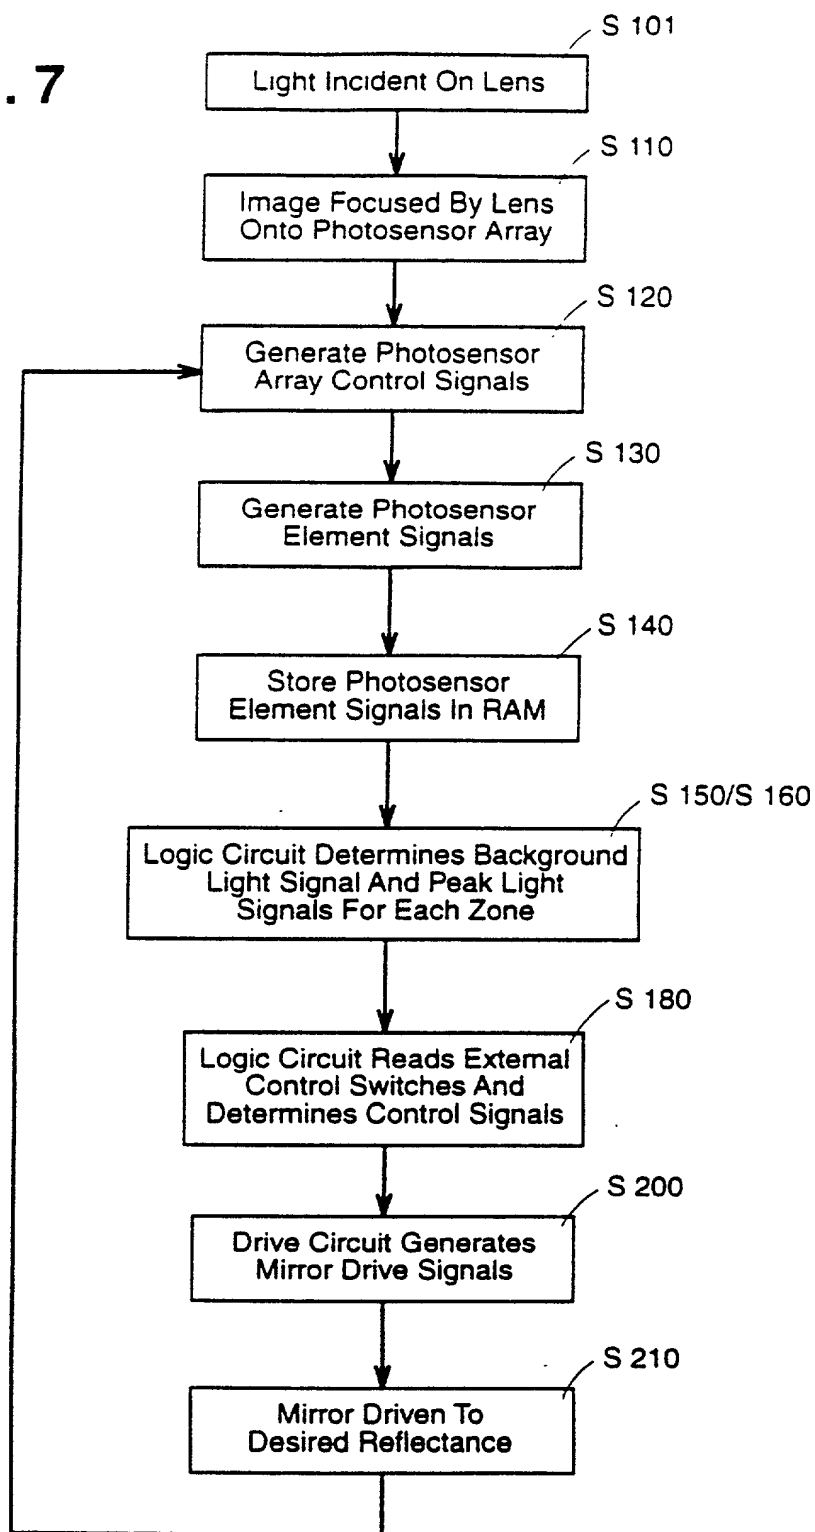 . 7
S 101
Light Incident On Lens
S 110
Image Focused By Lens
Onto Photosensor Array
S 120
Generate Photosensor
Array Control Signals
S 130
Generate Photosensor
Element Signals
S 140
Store Photosensor
Element Signals In RAM
S 150/S 160
Logic Circuit Determines Background
Light Signal And Peak Light
Signals For Each Zone
S 180
Logic Circuit Reads External
Control Switches And
Determines Control Signals
S 200
Drive Circuit Generates
Mirror Drive Signals
S 210
Mirror Driven To
Desired Reflectance